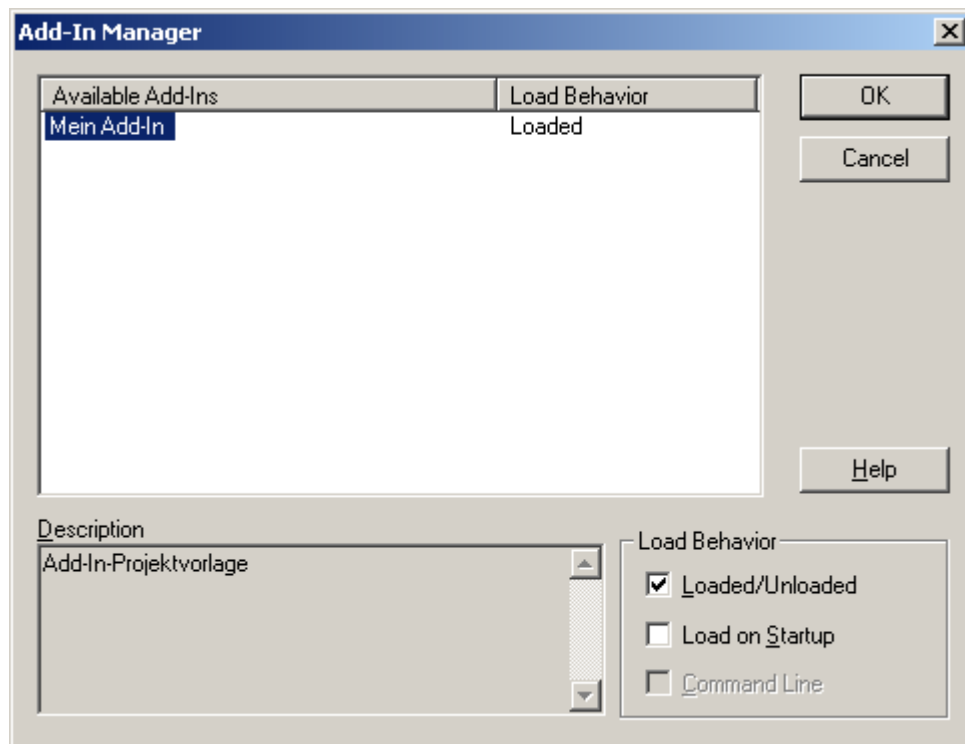 Add-In Manager
Available Add-Ins Load Behavior
Mein Add-In Loaded
OK
Cancel
Help
Description
Add-In-Projektvorlage
Load Behavior
Loaded/Unloaded
Load on Startup
Command Line